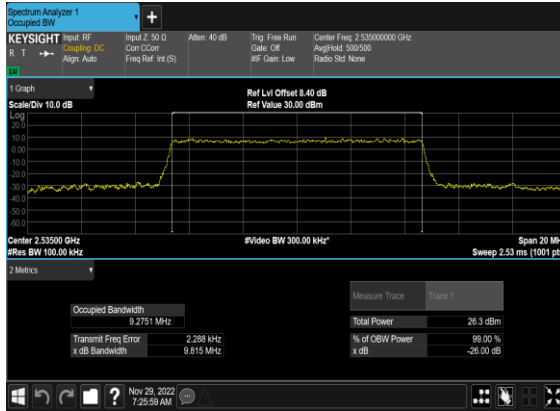 Spectrum Analyzer 1
Occupied BW
KEYSIGHT
R T
LU
Input: RF
Coupling: DC
Align: Auto
Input Z: 50 Ω
Corr CCorr
Freq Ref: Int (S)
Atten: 40 dB
Trig: Free Run
Gate: Off
#IF Gain: Low
Center Freq: 2.535000000 GHz
Avg|Hold: 500/500
Radio Std: None
1 Graph
Scale/Div 10.0 dB
Ref Lvl Offset 8.40 dB
Ref Value 30.00 dBm
Log
20.0
10.0
0.00
-10.0
-20.0
-30.0
-40.0
-50.0
-60.0
Center 2.53500 GHz
#Res BW 100.00 kHz
#Video BW 300.00 kHz*
Span 20 MH
Sweep 2.53 ms (1001 pt
2 Metrics
Measure Trace
Trace 1
Occupied Bandwidth
9.2751 MHz
Total Power
26.3 dBm
Transmit Freq Error
2.288 kHz
% of OBW Power
99.00 %
x dB Bandwidth
9.815 MHz
x dB
-26.00 dB
?
Nov 29, 2022
7:25:59 AM